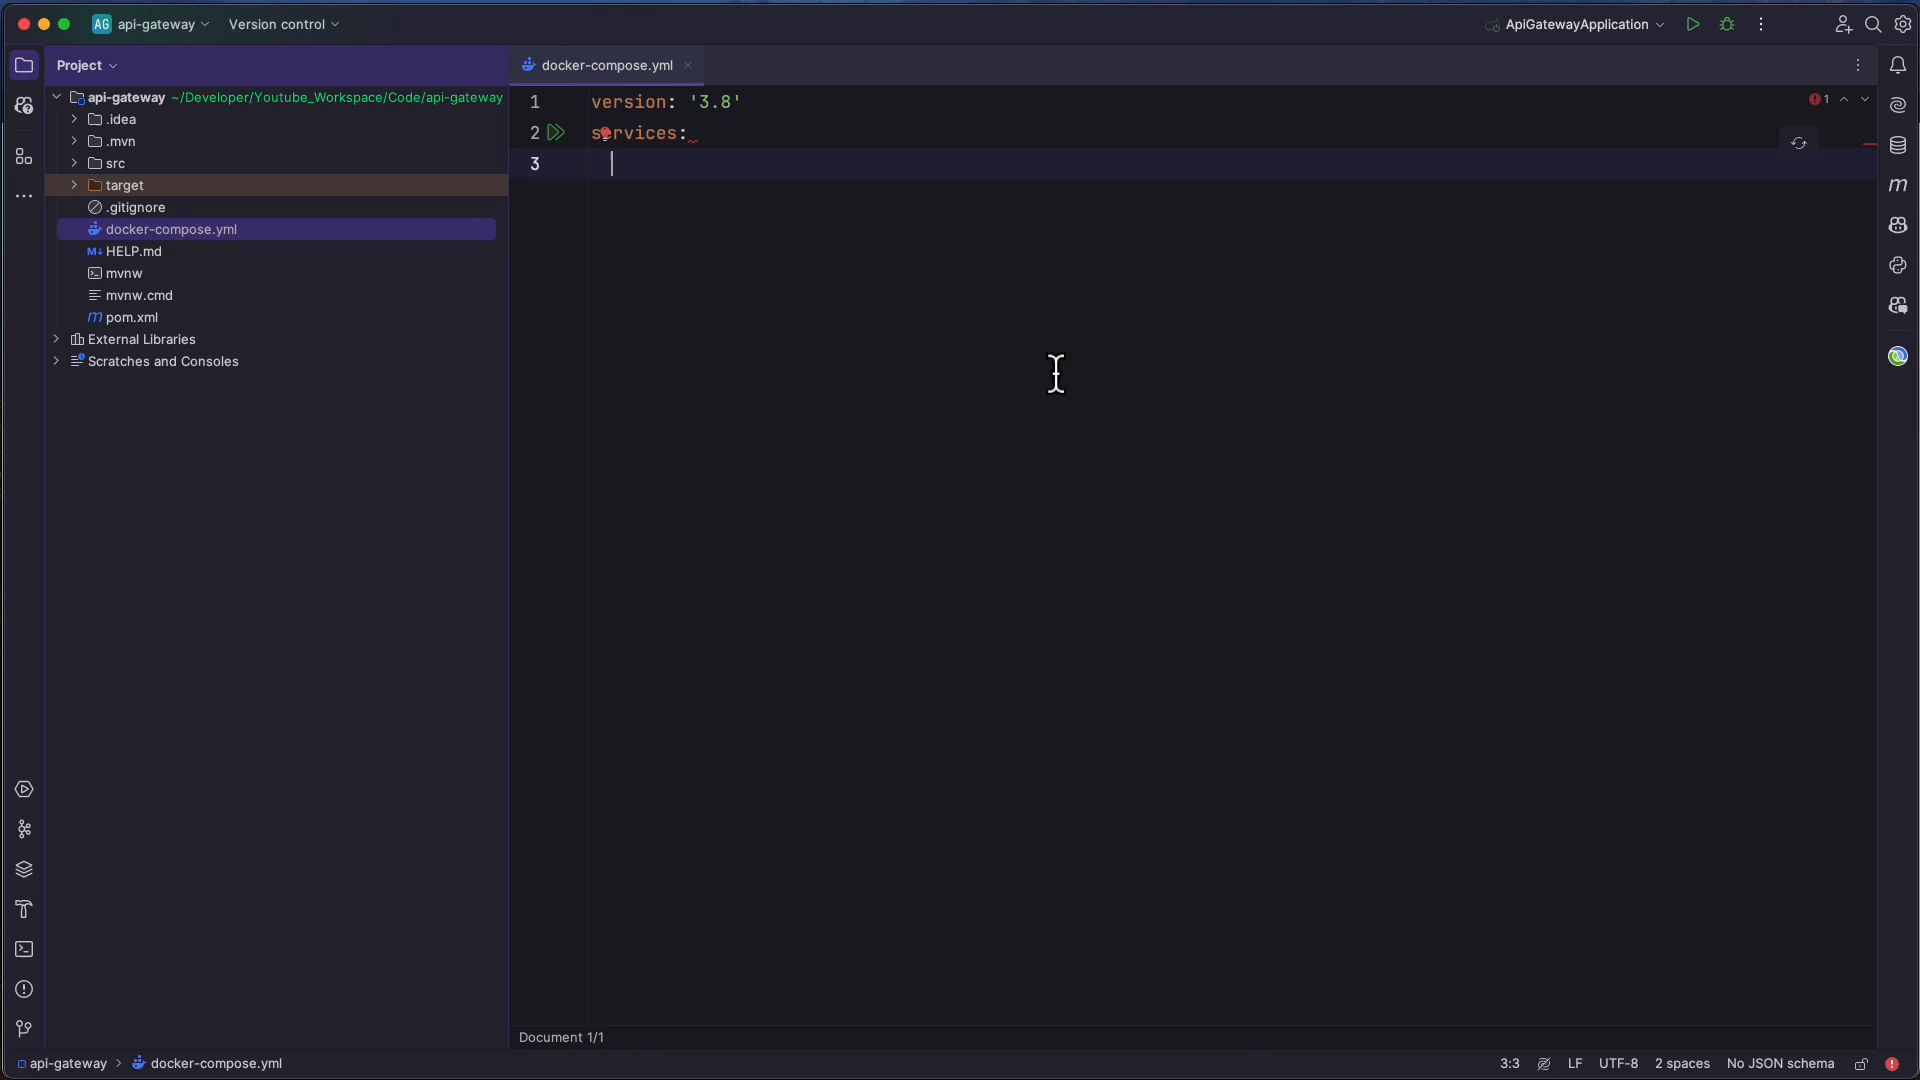 AG api-gateway Version control ApiGatewayApplication
Project docker-compose.yml
api-gateway ~/Developer/Youtube_Workspace/Code/api-gateway
.idea
.mvn
src
target
.gitignore
docker-compose.yml
M↓ HELP.md
mvnw
mvnw.cmd
m pom.xml
External Libraries
Scratches and Consoles
1 version: '3.8'
2 services:
3
1
m
Document 1/1
api-gateway > docker-compose.yml 3:3 LF UTF-8 2 spaces No JSON schema